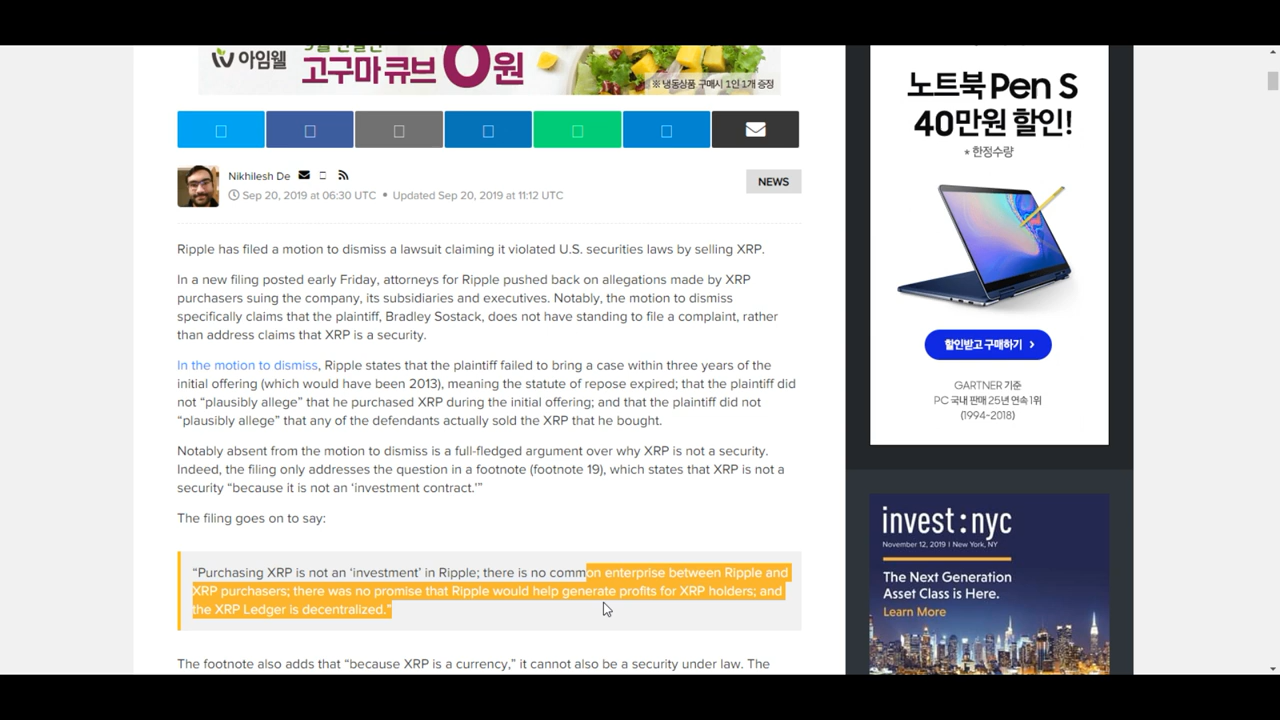 아임웰
고구마큐브 0원
※ 냉동상품 구매시 1인 1개 증정
Nikhilesh De
Sep 20, 2019 at 06:30 UTC • Updated Sep 20, 2019 at 11:12 UTC
NEWS
Ripple has filed a motion to dismiss a lawsuit claiming it violated U.S. securities laws by selling XRP.
In a new filing posted early Friday, attorneys for Ripple pushed back on allegations made by XRP
purchasers suing the company, its subsidiaries and executives. Notably, the motion to dismiss
specifically claims that the plaintiff, Bradley Sostack, does not have standing to file a complaint, rather
than address claims that XRP is a security.
In the motion to dismiss, Ripple states that the plaintiff failed to bring a case within three years of the
initial offering (which would have been 2013), meaning the statute of repose expired; that the plaintiff did
not “plausibly allege” that he purchased XRP during the initial offering; and that the plaintiff did not
“plausibly allege” that any of the defendants actually sold the XRP that he bought.
Notably absent from the motion to dismiss is a full-fledged argument over why XRP is not a security.
Indeed, the filing only addresses the question in a footnote (footnote 19), which states that XRP is not a
security “because it is not an ‘investment contract.’”
The filing goes on to say:
“Purchasing XRP is not an ‘investment’ in Ripple; there is no common enterprise between Ripple and
XRP purchasers; there was no promise that Ripple would help generate profits for XRP holders; and
the XRP Ledger is decentralized.”
The footnote also adds that “because XRP is a currency,” it cannot also be a security under law. The
노트북 Pen S
40만원 할인!
* 한정수량
할인받고 구매하기 >
GARTNER 기준
PC 국내 판매 25년 연속 1위
(1994-2018)
invest:nyc
November 12, 2019 | New York, NY
The Next Generation
Asset Class is Here.
Learn More